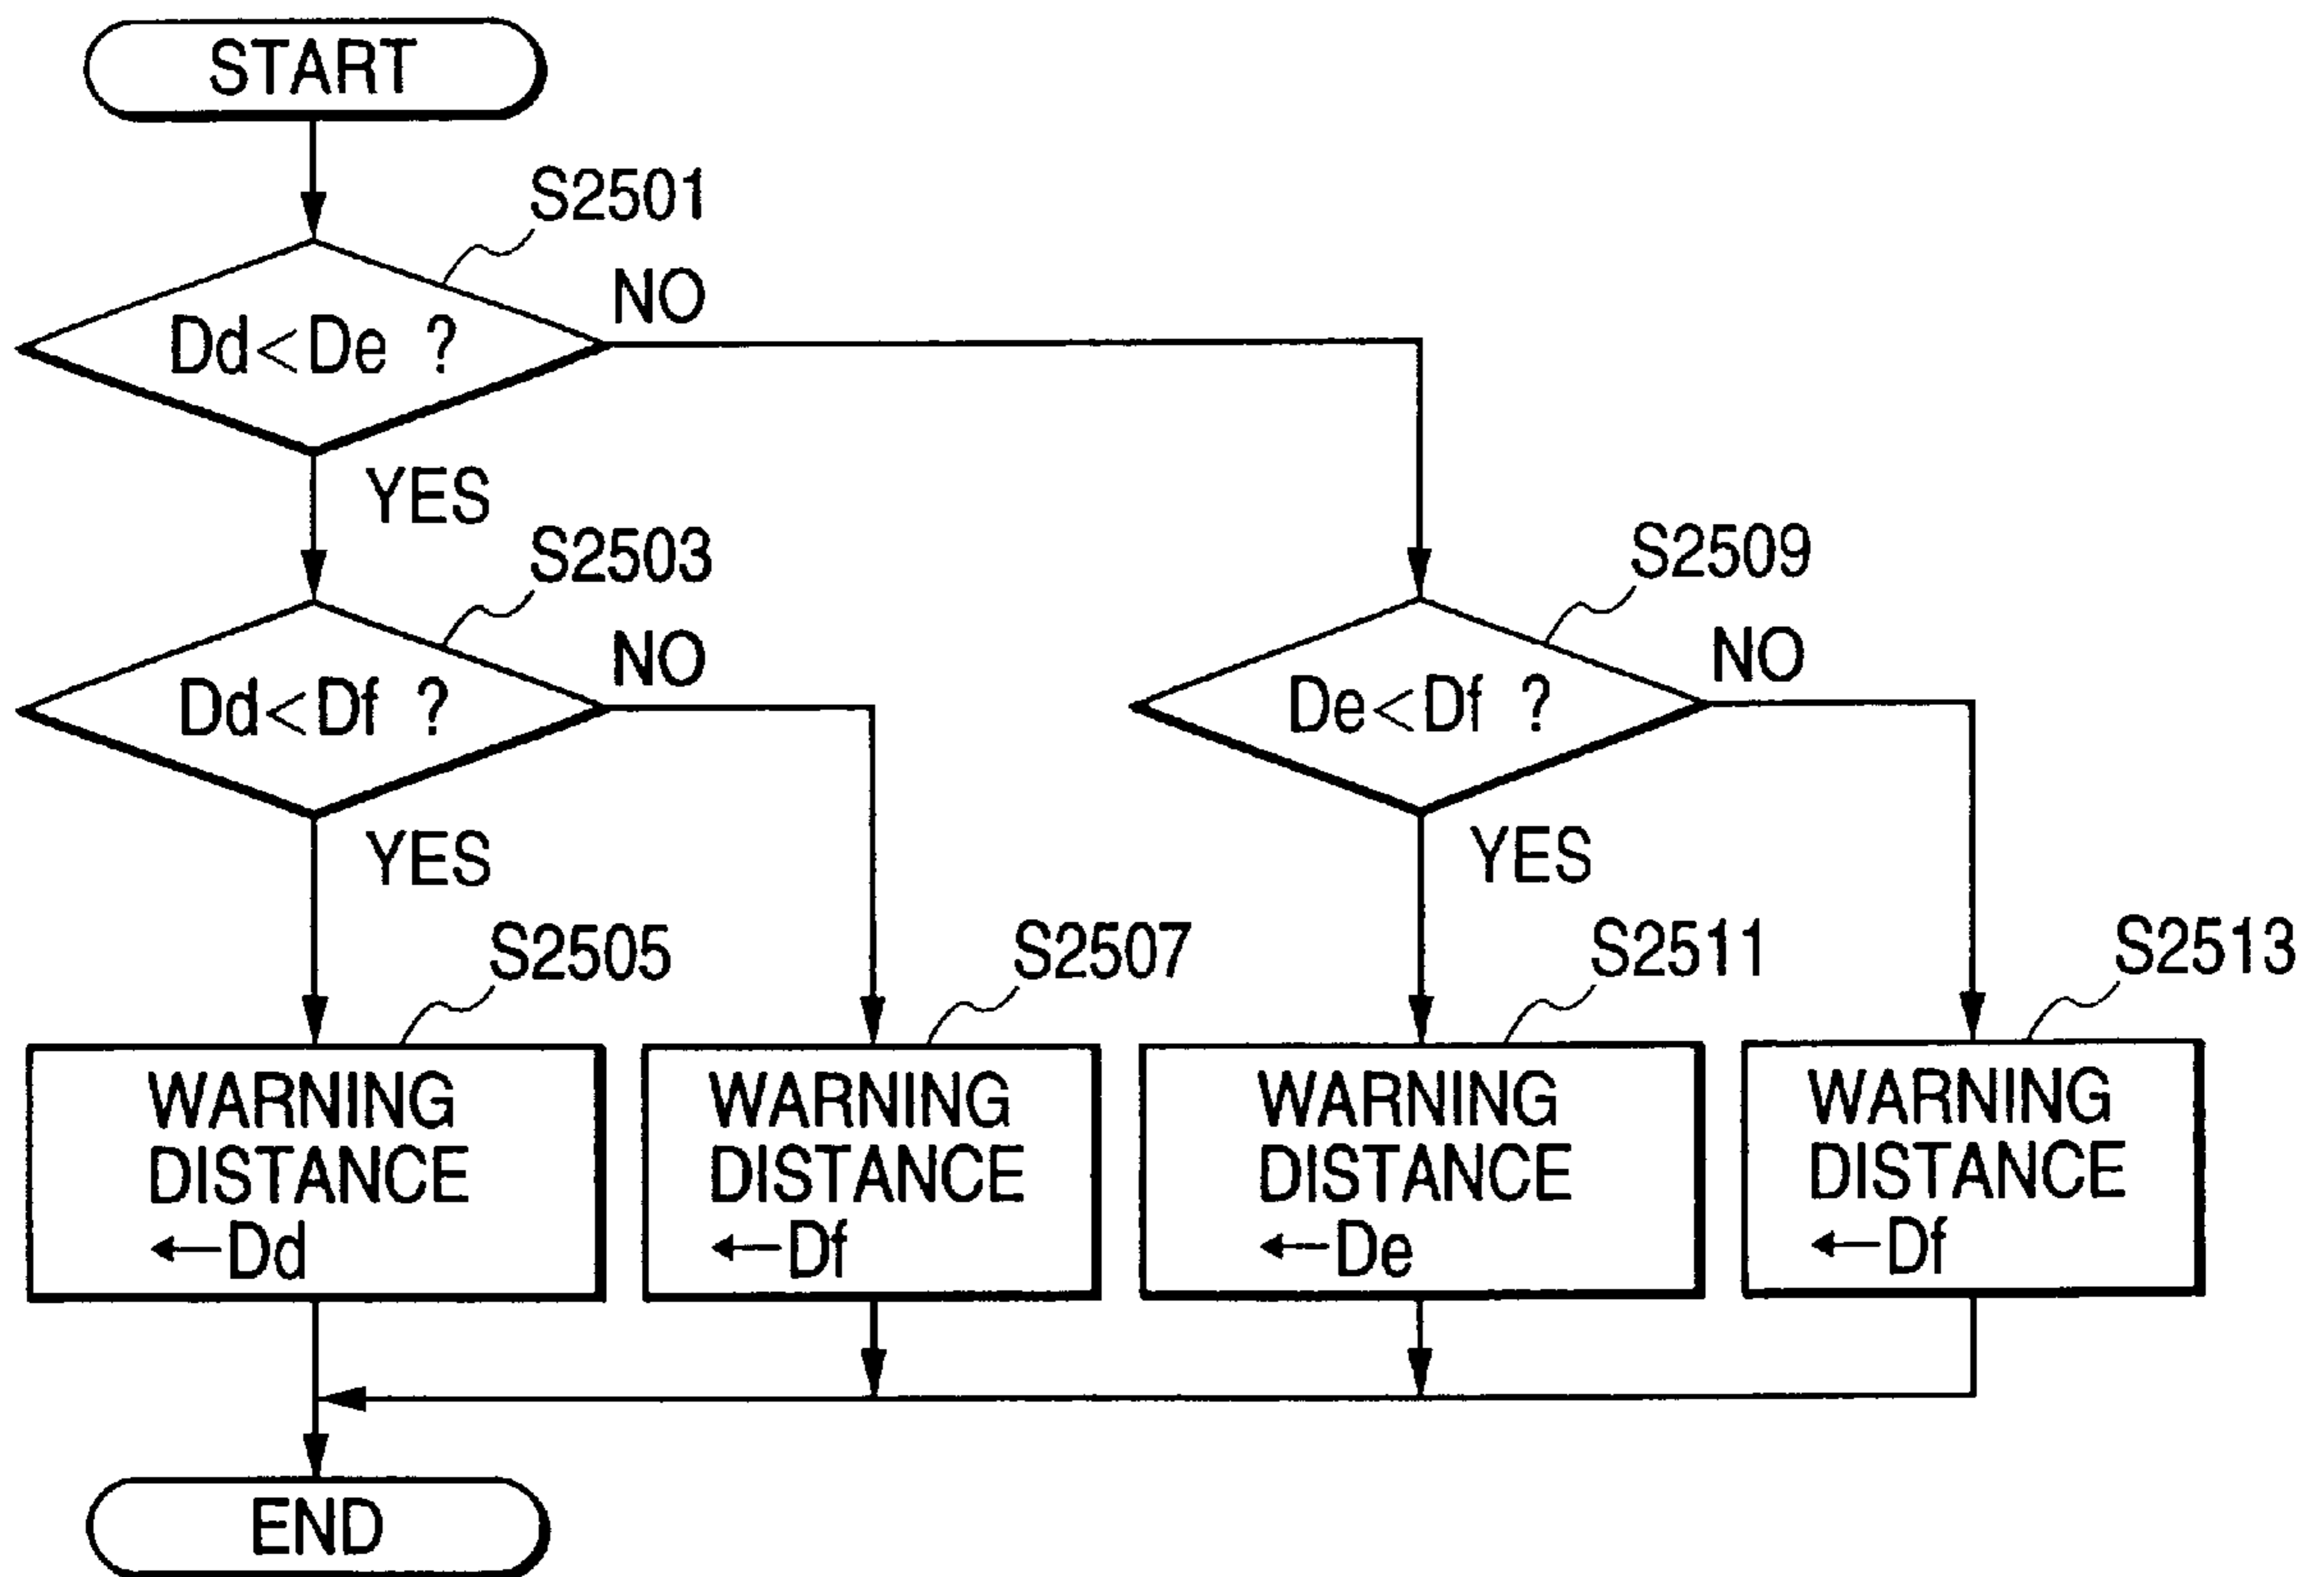 START
S2501
Dd<De ?
NO
YES
S2503
Dd<Df ?
NO
YES
S2509
De<Df ?
NO
YES
S2505
WARNING
DISTANCE
←Dd
S2507
WARNING
DISTANCE
←Df
S2511
WARNING
DISTANCE
←De
S2513
WARNING
DISTANCE
←Df
END